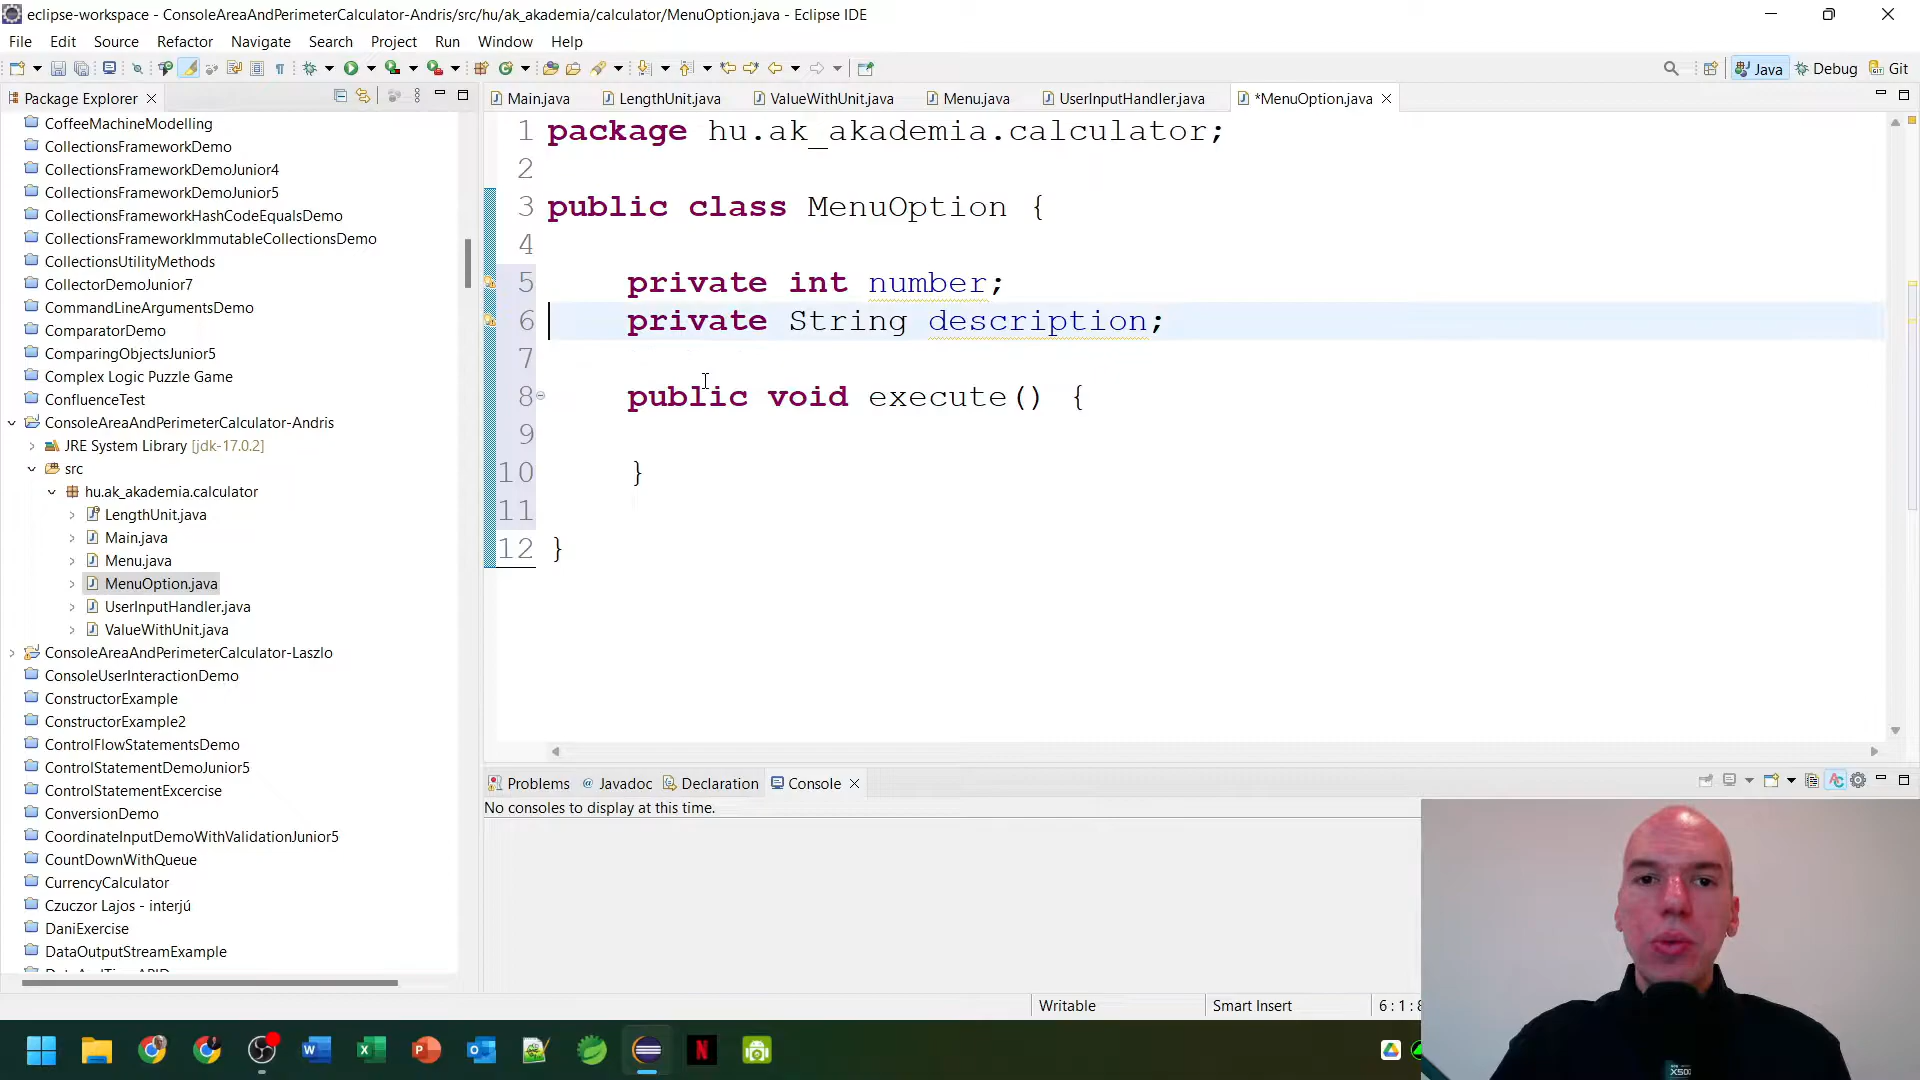 eclipse-workspace - ConsoleAreaAndPerimeterCalculator-Andris/src/hu/ak_akademia/calculator/MenuOption.java - Eclipse IDE
File Edit Source Refactor Navigate Search Project Run Window Help
Java Debug Git
Package Explorer
CoffeeMachineModelling
CollectionsFrameworkDemo
CollectionsFrameworkDemoJunior4
CollectionsFrameworkDemoJunior5
CollectionsFrameworkHashCodeEqualsDemo
CollectionsFrameworkImmutableCollectionsDemo
CollectionsUtilityMethods
CollectorDemoJunior7
CommandLineArgumentsDemo
ComparatorDemo
ComparingObjectsJunior5
Complex Logic Puzzle Game
ConfluenceTest
ConsoleAreaAndPerimeterCalculator-Andris
JRE System Library [jdk-17.0.2]
src
hu.ak_akademia.calculator
LengthUnit.java
Main.java
Menu.java
MenuOption.java
UserInputHandler.java
ValueWithUnit.java
ConsoleAreaAndPerimeterCalculator-Laszlo
ConsoleUserInteractionDemo
ConstructorExample
ConstructorExample2
ControlFlowStatementsDemo
ControlStatementDemoJunior5
ControlStatementExcercise
ConversionDemo
CoordinateInputDemoWithValidationJunior5
CountDownWithQueue
CurrencyCalculator
Czuczor Lajos - interjú
DaniExercise
DataOutputStreamExample
Main.java LengthUnit.java ValueWithUnit.java Menu.java UserInputHandler.java *MenuOption.java
1 package hu.ak_akademia.calculator;
2
3 public class MenuOption {
4
5 private int number;
6 private String description;
7
8 public void execute() {
9
10 }
11
12 }
Problems Javadoc Declaration Console
No consoles to display at this time.
Writable Smart Insert 6 : 1 : 8